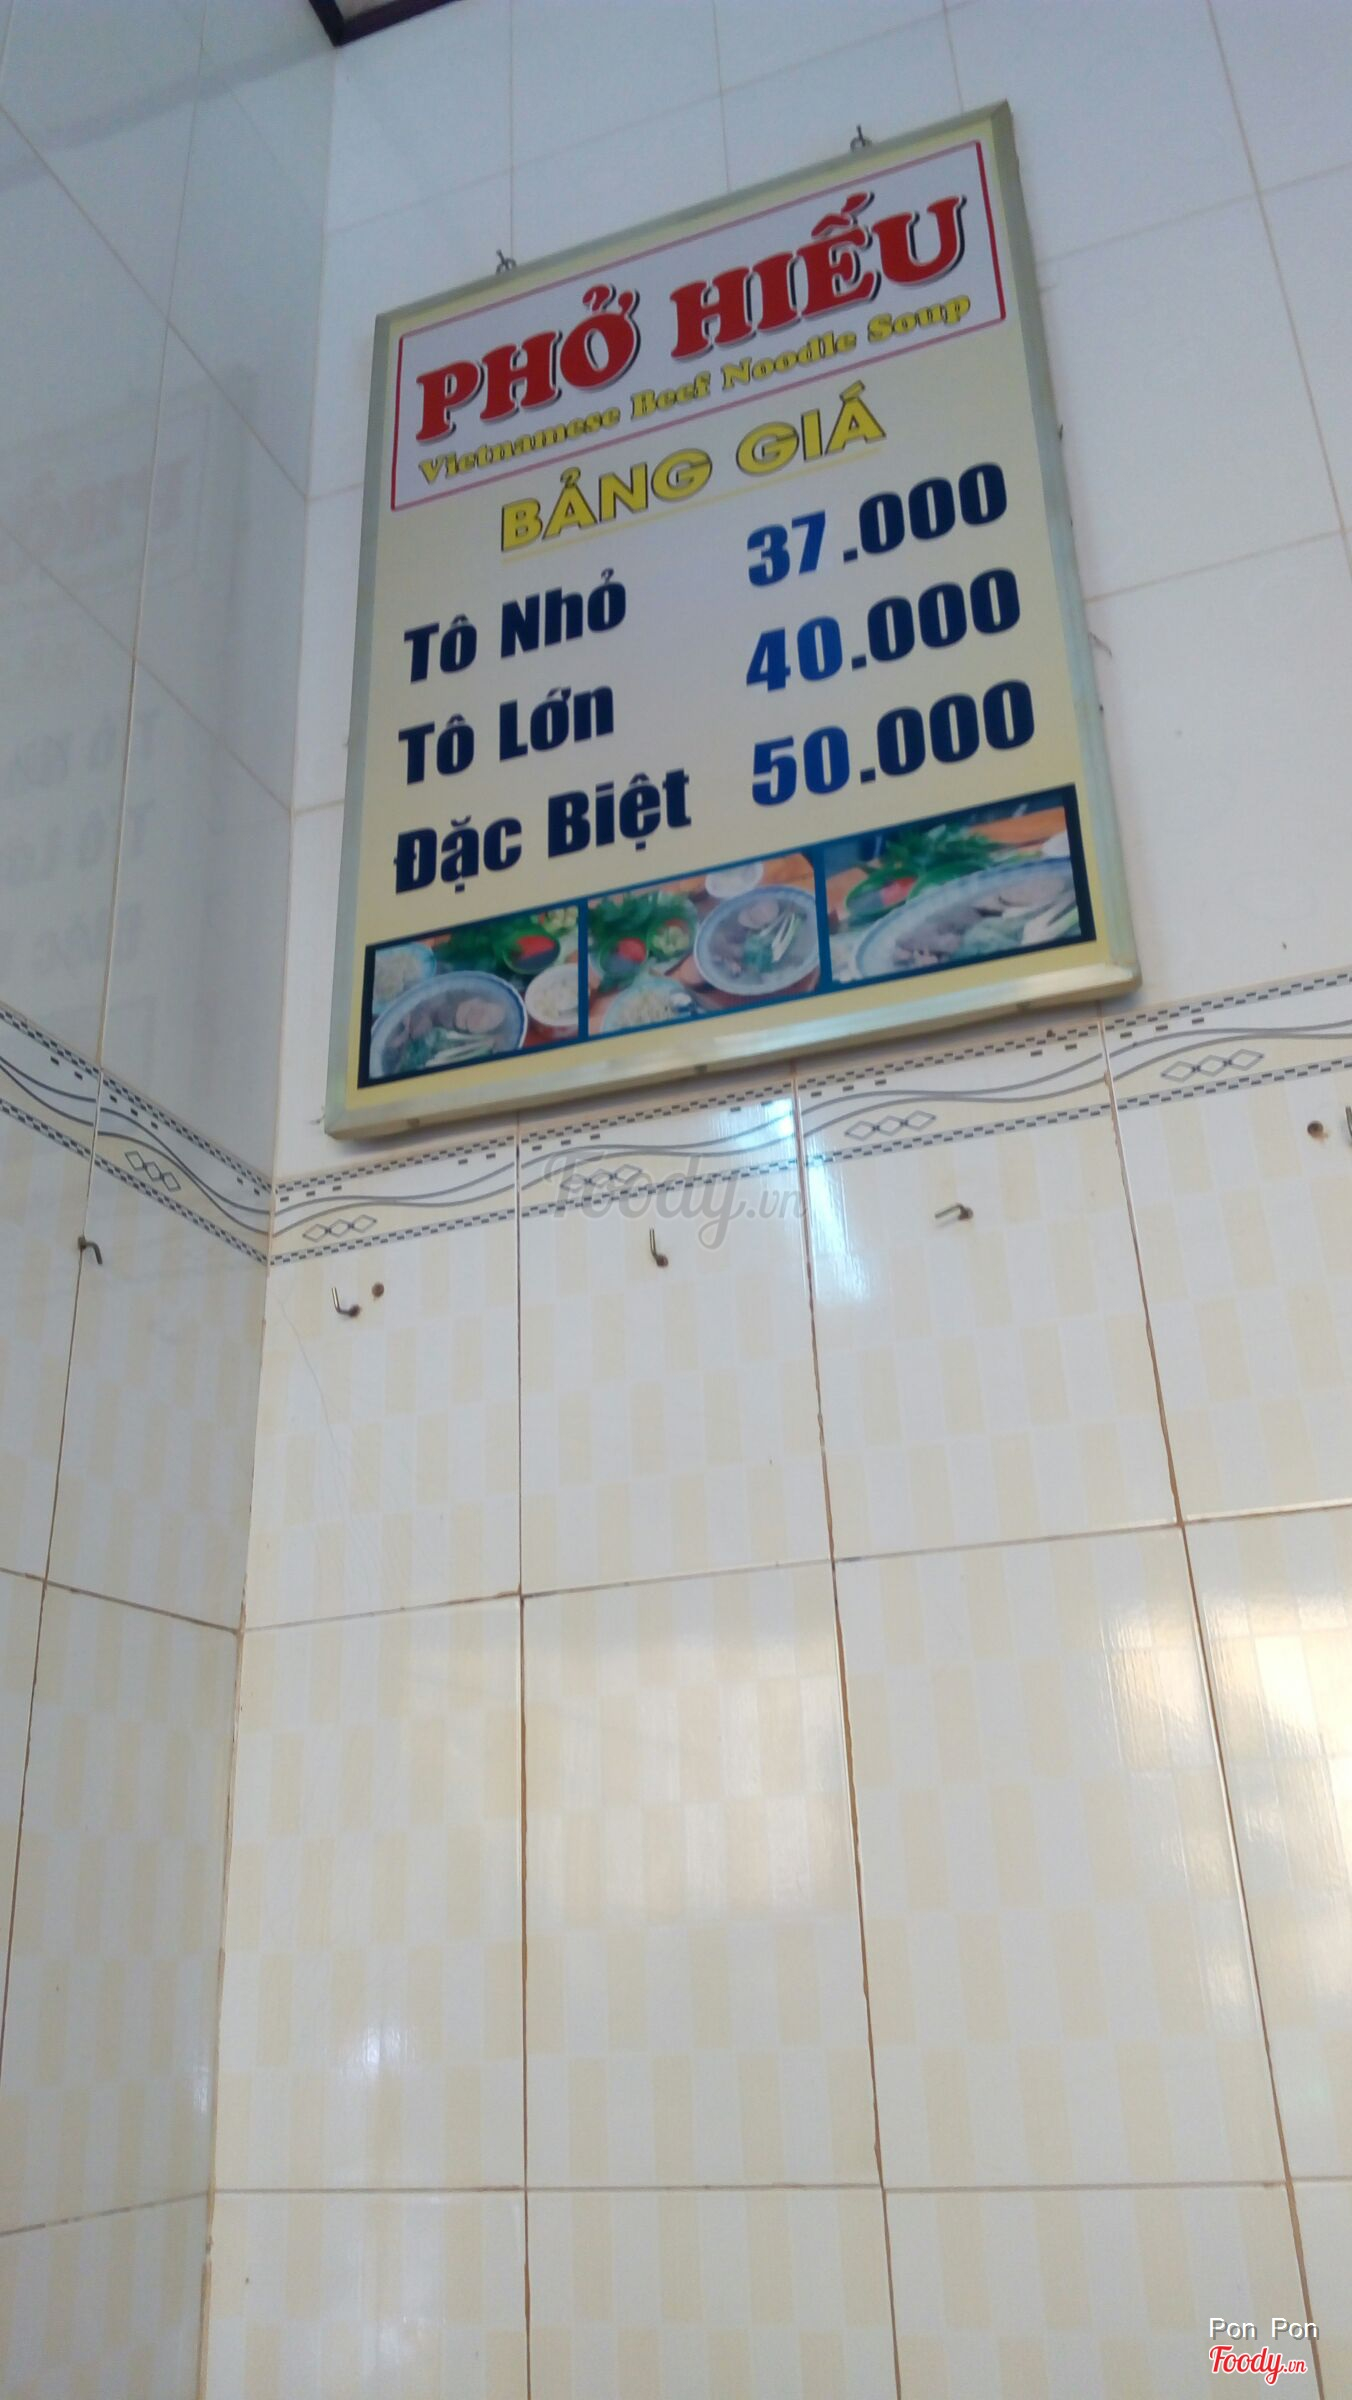 PHỞ HIẾU
Vietnamese Beef Noodle Soup
BẢNG GIÁ
Tô Nhỏ 37.000
Tô Lớn 40.000
Đặc Biệt 50.000
Foody.vn
Pon Pon
Foody.vn